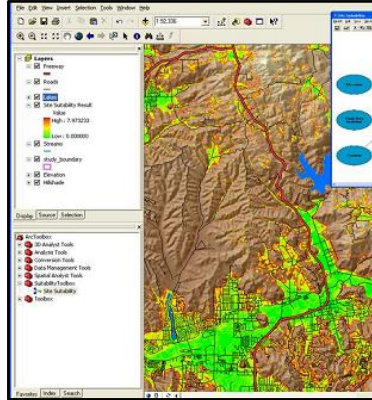 File Edit View Insert Selection Tools Window Help
1:92,336
Layers
Freeway
Roads
Lakes
Site Suitability Result
Value
High : 7.973233
Low : 0.000000
Streams
study_boundary
Elevation
Hillshade
Display Source Selection
ArcToolbox
3D Analyst Tools
Analysis Tools
Conversion Tools
Data Management Tools
Spatial Analyst Tools
SuitabilityToolbox
Site Suitability
Toolbox
Favorites Index Search